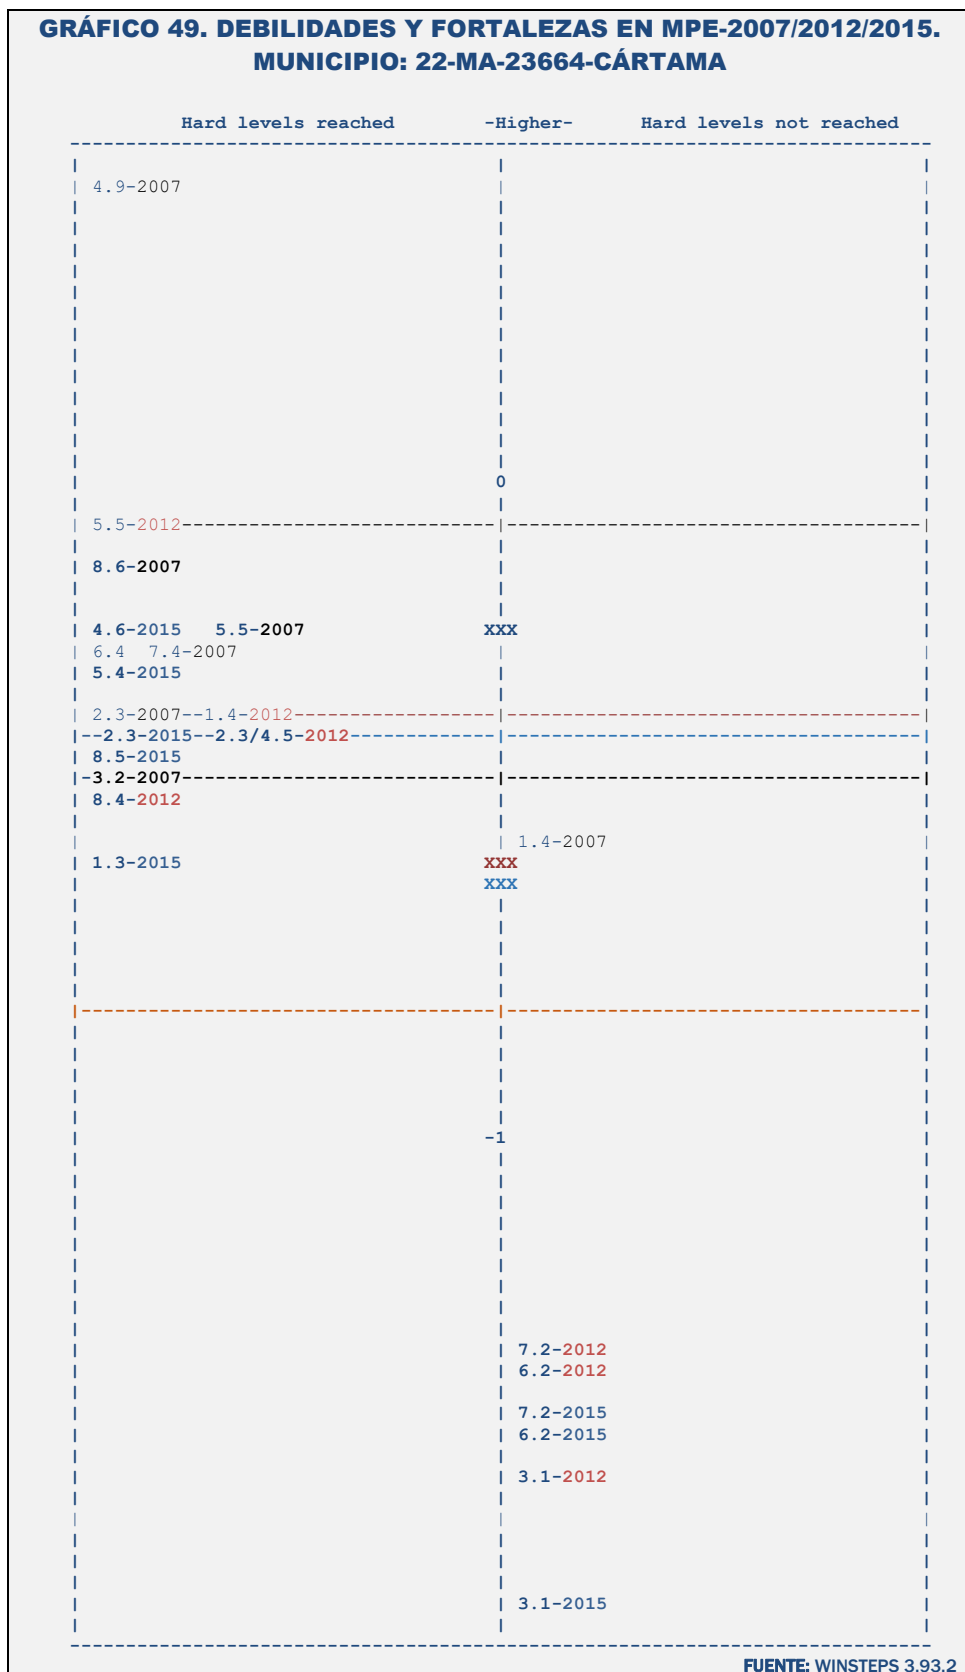 GRÁFICO 49. DEBILIDADES Y FORTALEZAS EN MPE-2007/2012/2015.
MUNICIPIO: 22-MA-23664-CÁRTAMA
Hard levels reached -Higher- Hard levels not reached
4.9-2007
0
5.5-2012
8.6-2007
4.6-2015 5.5-2007 XXX
6.4 7.4-2007
5.4-2015
2.3-2007--1.4-2012
--2.3-2015--2.3/4.5-2012
8.5-2015
-3.2-2007
8.4-2012
1.4-2007
1.3-2015 XXX
XXX
-1
7.2-2012
6.2-2012
7.2-2015
6.2-2015
3.1-2012
3.1-2015
FUENTE: WINSTEPS 3.93.2